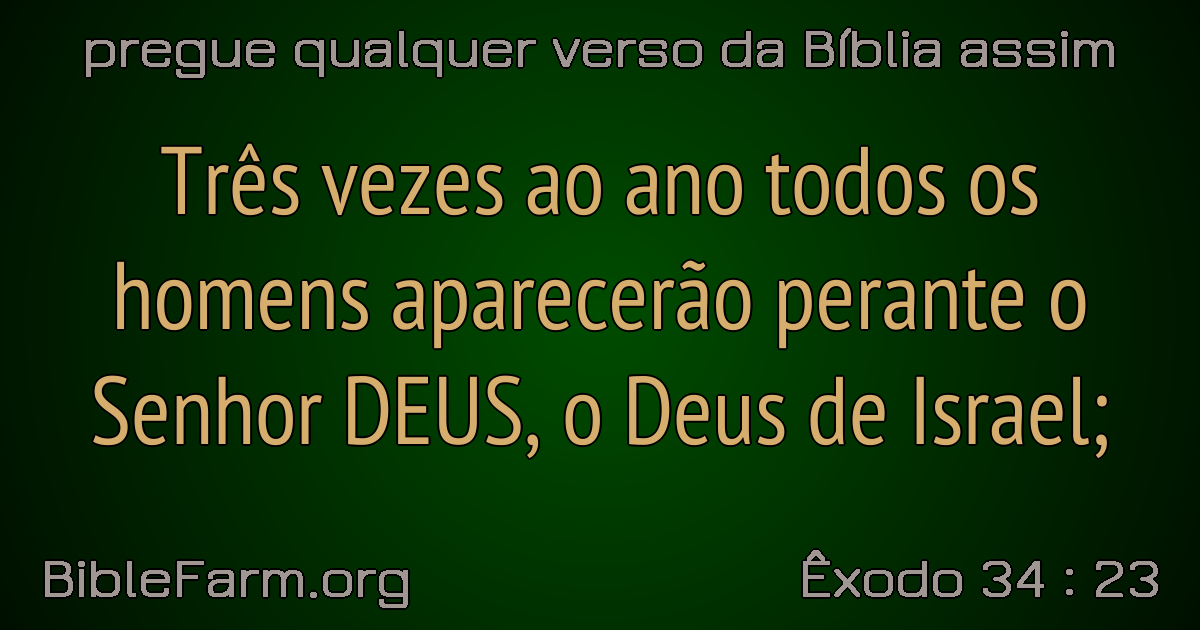 pregue qualquer verso da Bíblia assim
Três vezes ao ano todos os
homens aparecerão perante o
Senhor DEUS, o Deus de Israel;
BibleFarm.org
Êxodo 34 : 23